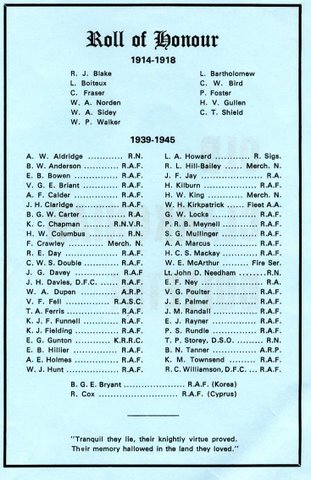 Roll of Honour
1914-1918
R. J. Blake
L. Boiteux
C. Fraser
W. A. Norden
W. A. Sidey
W. P. Walker
L. Bartholomew
C. W. Bird
P. Foster
H. V. Gullen
C. T. Shield
1939-1945
A. W. Aldridge ............ R.N.
B. W. Anderson ......... R.A.F.
E. B. Bowen ............... R.A.F.
V. G. E. Briant ............ R.A.F.
A. F. Calder ............... R.A.F.
J. H. Claridge ............ R.A.F.
B. G. W. Carter ............ R.A.
K. C. Chapman ...... R.N.V.R.
H. W. Columbus ............ R.N.
F. Crawley ............ Merch. N.
R. E. Day .................. R.A.F.
C. W. S. Double ......... R.A.F.
J. G. Davey ............... R.A.F
J. H. Davies, D.F.C. ...... R.A.F.
W. A. Dupon ............... A.R.P.
V. F. Fell ............... R.A.S.C.
T. A. Ferris ............... R.A.F.
K. J. F. Funnell ......... R.A.F.
K. J. Fielding ............ R.A.F.
E. G. Gunton ......... K.R.R.C.
E. B. Hillier ............... R.A.F.
A. E. Holmes ............ R.A.F.
W. J. Hunt ............... R.A.F.
L. A. Howard ............ R. Sigs.
R. L. Hill-Bailey ...... Merch. N.
J. F. Jay .................. R.A.
H. Kilburn .................. R.A.F.
H. W. King ............ Merch. N.
W. H. Kirkpatrick ...... Fleet A.A.
G. W. Locks ............... R.A.F.
P. R. B. Meynell ......... R.A.F.
S. G. Mullinger ............ R.A.F.
A. A. Marcus ............ R.A.F.
H. C. S. Mackay ......... R.A.F.
W. E. McArthur ...... Fire Ser.
Lt. John D. Needham ...... R.N.
E. F. Ney .................. R.A.
V. G. Poulter ............ R.A.F.
J. E. Palmer ............... R.A.F.
J. M. Randall ............ R.A.F.
E. J. Rayner ............... R.A.F.
P. S. Rundle ............... R.A.F.
T. P. Storey, D.S.O. ...... R.N.
B. N. Tanner ............ A.R.P.
K. M. Townsend ......... R.A.F.
R. C. Williamson, D.F.C. ... R.A.F.
B. G. E. Bryant ............... R.A.F. (Korea)
R. Cox ........................ R.A.F. (Cyprus)
"Tranquil they lie, their knightly virtue proved.
Their memory hallowed in the land they loved."